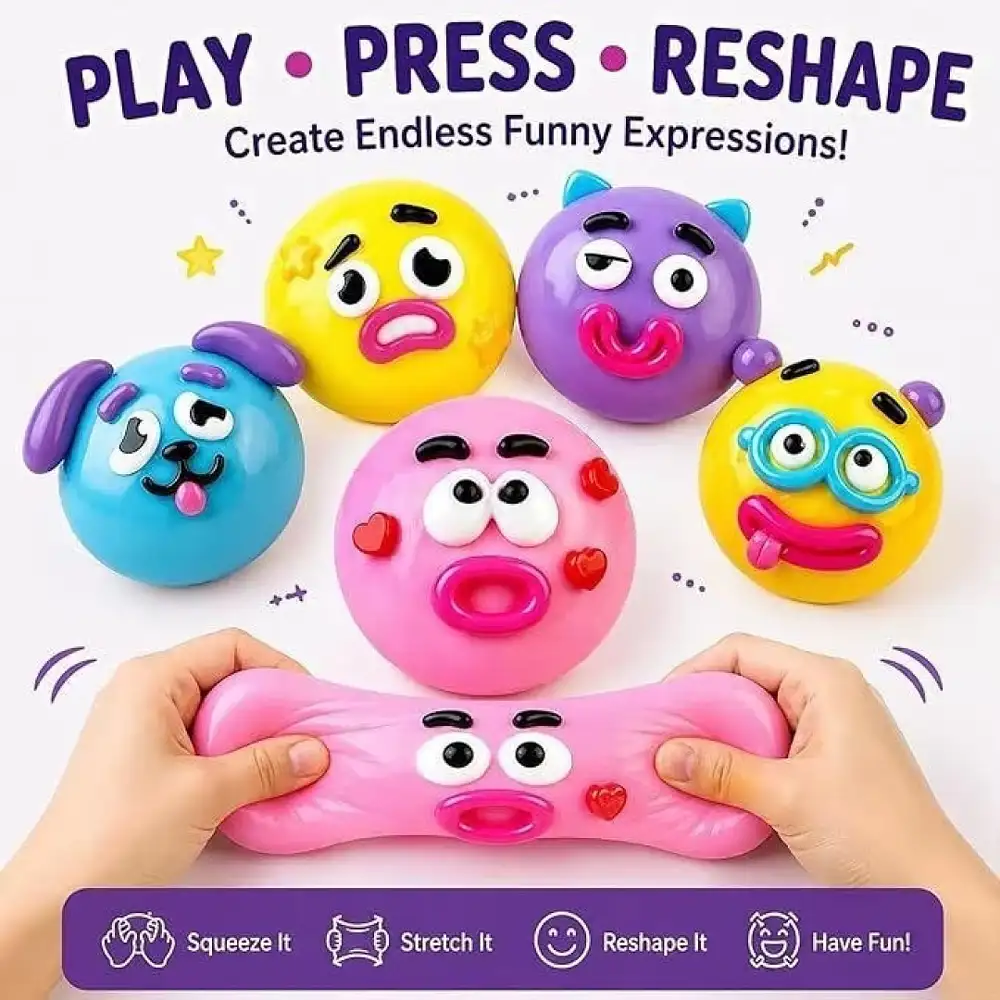 PLAY • PRESS • RESHAPE
Create Endless Funny Expressions!
Squeeze It
Stretch It
Reshape It
Have Fun!